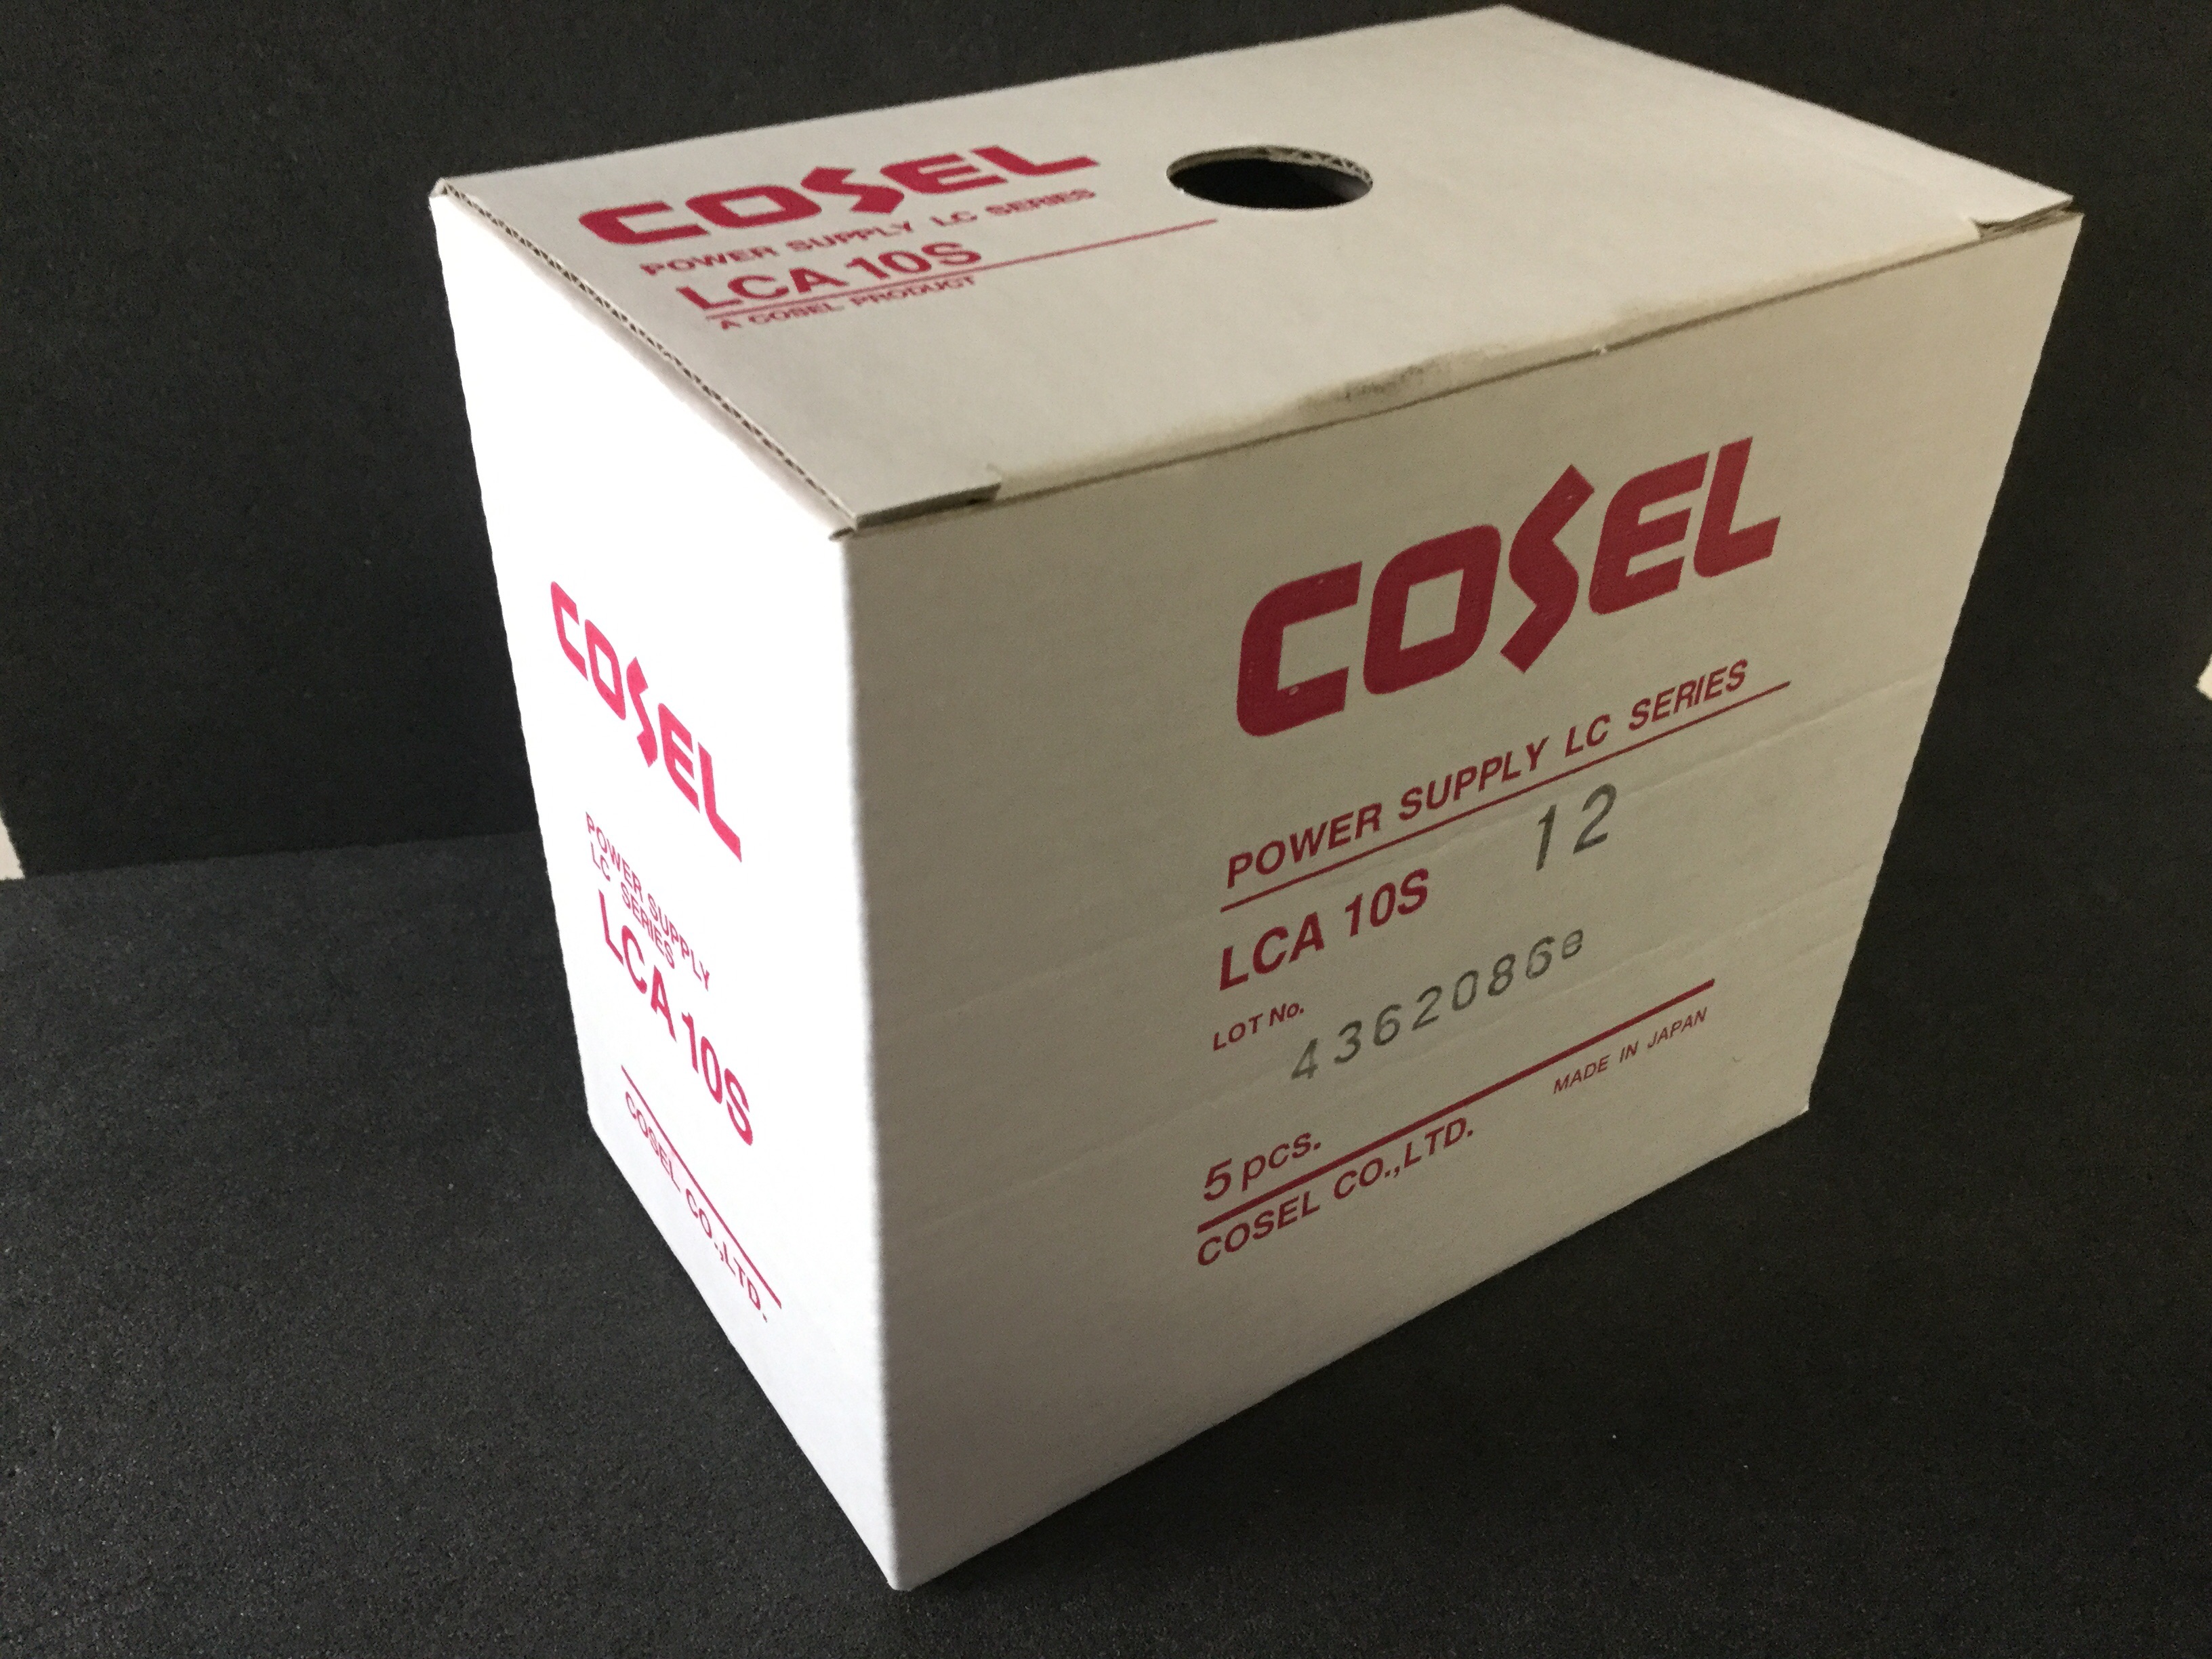 COSEL
POWER SUPPLY LC SERIES
LCA 10S
A COSEL PRODUCT
COSEL
POWER SUPPLY
LC SERIES
LCA 10S
COSEL CO.,LTD.
COSEL
POWER SUPPLY LC SERIES
LCA 10S 12
LOT No.
4362086e
5 pcs.
MADE IN JAPAN
COSEL CO.,LTD.